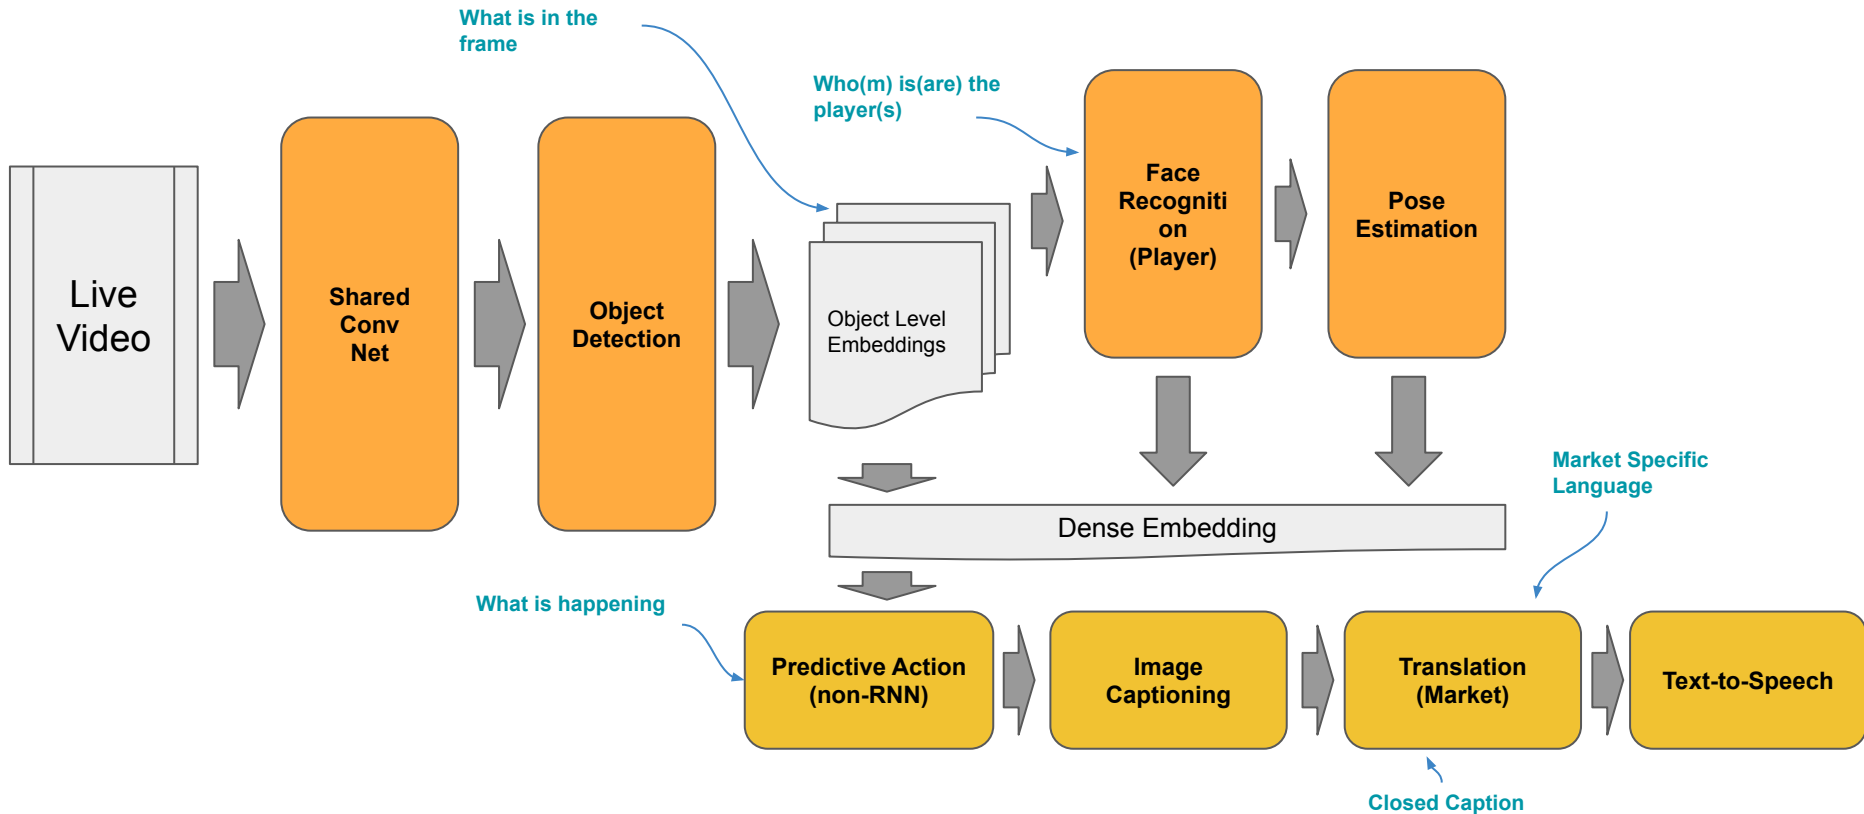 What is in the
frame
Who(m) is(are) the
player(s)
Live
Video
Shared
Conv
Net
Object
Detection
Object Level
Embeddings
Face
Recogniti
on
(Player)
Pose
Estimation
Market Specific
Language
Dense Embedding
What is happening
Predictive Action
(non-RNN)
Image
Captioning
Translation
(Market)
Text-to-Speech
Closed Caption